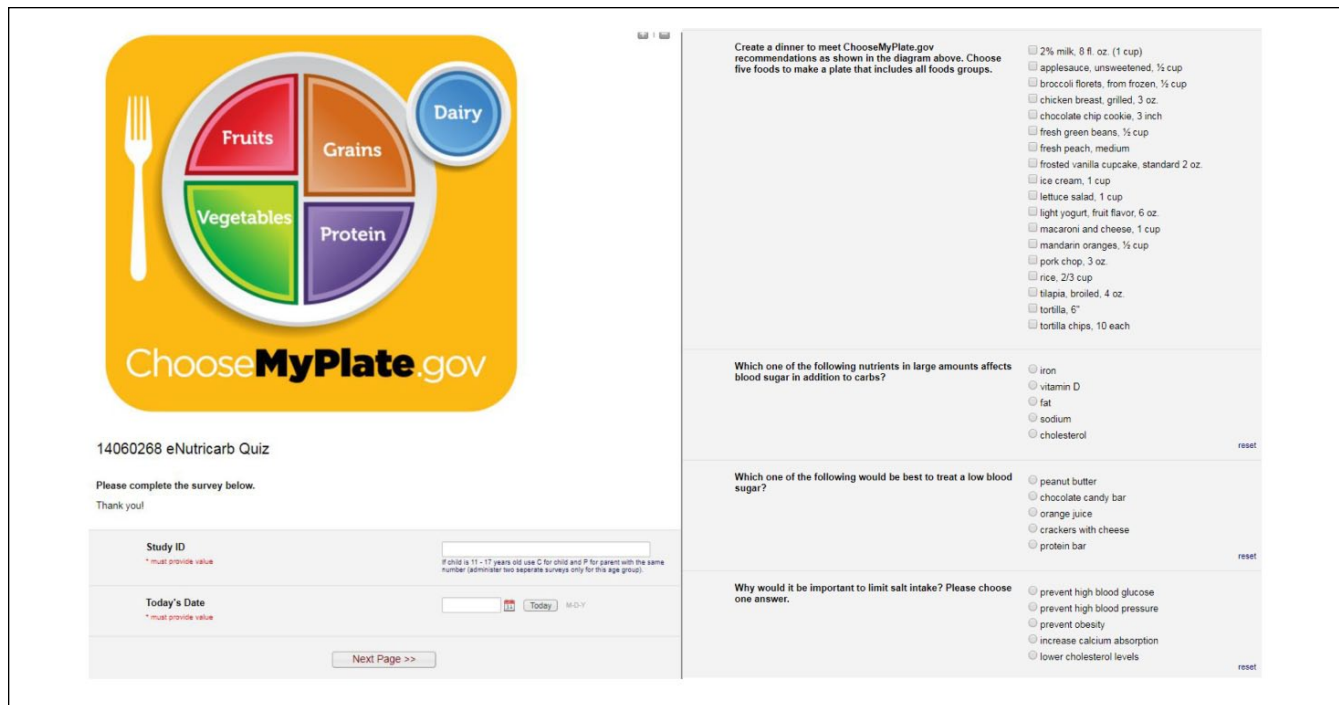 Fruits
Grains
Dairy
Vegetables
Protein
ChooseMyPlate.gov
14060268 eNutricarb Quiz
Please complete the survey below.
Thank you!
Study ID
* must provide value
If child is 11 - 17 years old use C for child and P for parent with the same
number (administer two seperate surveys only for this age group).
Today's Date
* must provide value
Today
M-D-Y
Next Page >>
Create a dinner to meet ChooseMyPlate.gov
recommendations as shown in the diagram above. Choose
five foods to make a plate that includes all foods groups.
2% milk, 8 fl. oz. (1 cup)
applesauce, unsweetened, ½ cup
broccoli florets, from frozen, ½ cup
chicken breast, grilled, 3 oz.
chocolate chip cookie, 3 inch
fresh green beans, ½ cup
fresh peach, medium
frosted vanilla cupcake, standard 2 oz.
ice cream, 1 cup
lettuce salad, 1 cup
light yogurt, fruit flavor, 6 oz.
macaroni and cheese, 1 cup
mandarin oranges, ½ cup
pork chop, 3 oz.
rice, 2/3 cup
tilapia, broiled, 4 oz.
tortilla, 6"
tortilla chips, 10 each
Which one of the following nutrients in large amounts affects
blood sugar in addition to carbs?
iron
vitamin D
fat
sodium
cholesterol
reset
Which one of the following would be best to treat a low blood
sugar?
peanut butter
chocolate candy bar
orange juice
crackers with cheese
protein bar
reset
Why would it be important to limit salt intake? Please choose
one answer.
prevent high blood glucose
prevent high blood pressure
prevent obesity
increase calcium absorption
lower cholesterol levels
reset